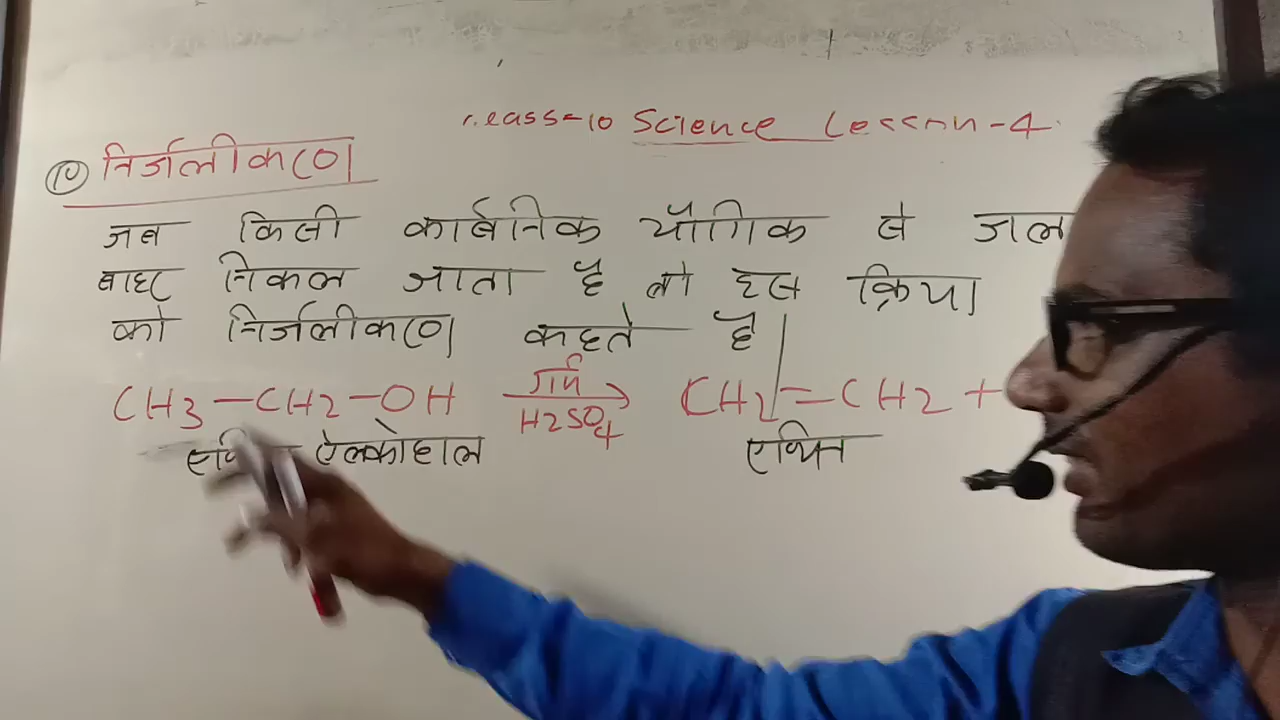 class-10 Science Lesson-4
10 निर्जलीकरण
जब किसी कार्बनिक यौगिक से जल
बाहर निकल जाता है तो इस क्रिया
को निर्जलीकरण कहते है।
CH3-CH2-OH गर्म H2SO4 → CH2=CH2 +
ऐल्कोहाल एथिन